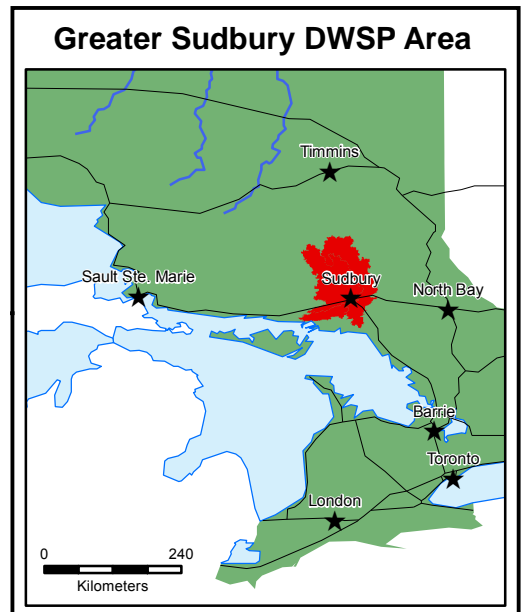 Greater Sudbury DWSP Area
Timmins
Sault Ste. Marie
Sudbury
North Bay
Barrie
Toronto
London
0 240
Kilometers